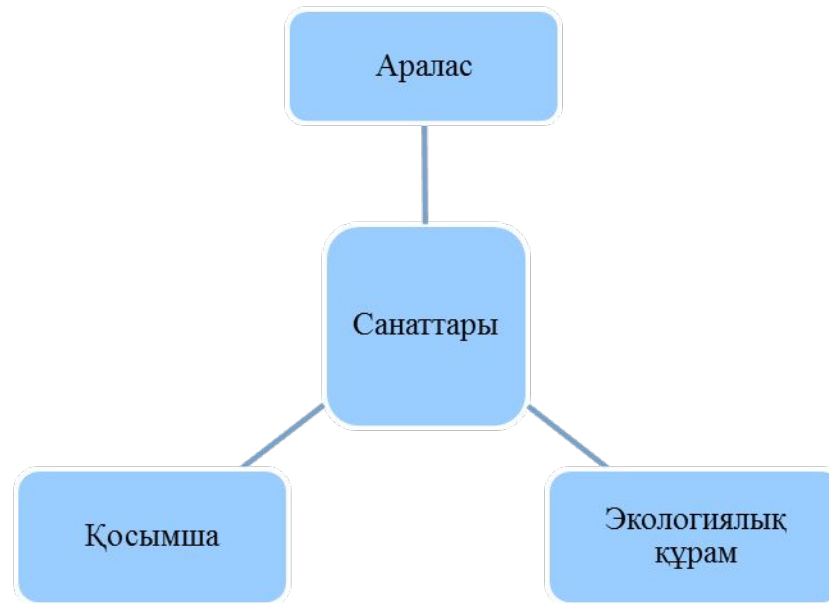 Аралас
Санаттары
Қосымша
Экологиялық
құрам